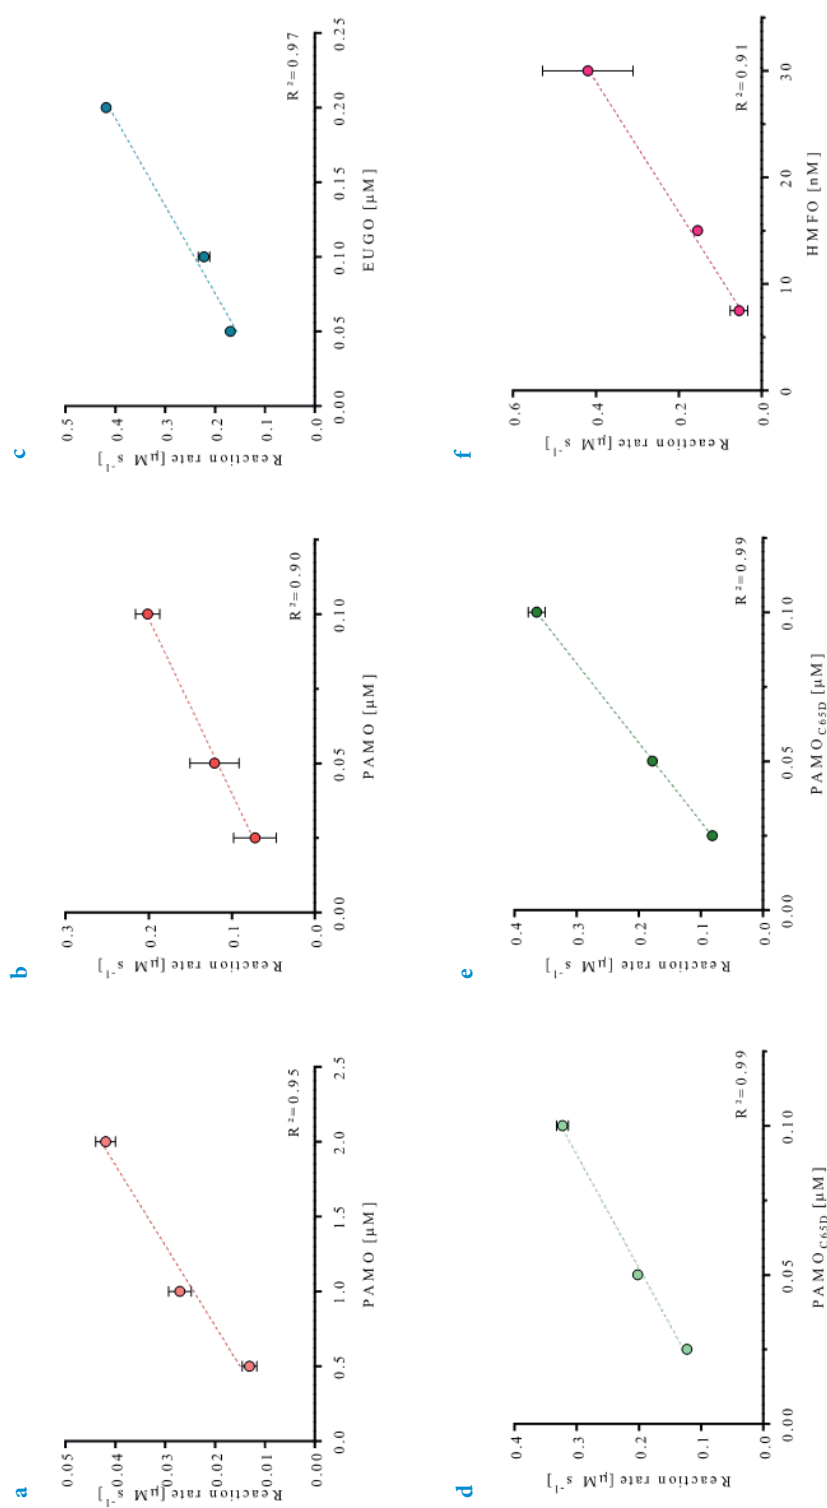 a
Reaction rate [µM s⁻¹]
0.05
0.04
0.03
0.02
0.01
0.00
0.0 0.5 1.0 1.5 2.0 2.5
PAMO [µM]
R²=0.95
b
Reaction rate [µM s⁻¹]
0.3
0.2
0.1
0.0
0.00 0.05 0.10
PAMO [µM]
R²=0.90
c
Reaction rate [µM s⁻¹]
0.5
0.4
0.3
0.2
0.1
0.0
0.00 0.05 0.10 0.15 0.20 0.25
EUGO [µM]
R²=0.97
d
Reaction rate [µM s⁻¹]
0.4
0.3
0.2
0.1
0.0
0.00 0.05 0.10
PAMO C65D [µM]
R²=0.99
e
Reaction rate [µM s⁻¹]
0.4
0.3
0.2
0.1
0.0
0.00 0.05 0.10
PAMO C65D [µM]
R²=0.99
f
Reaction rate [µM s⁻¹]
0.6
0.4
0.2
0.0
0 10 20 30
HMFO [nM]
R²=0.91